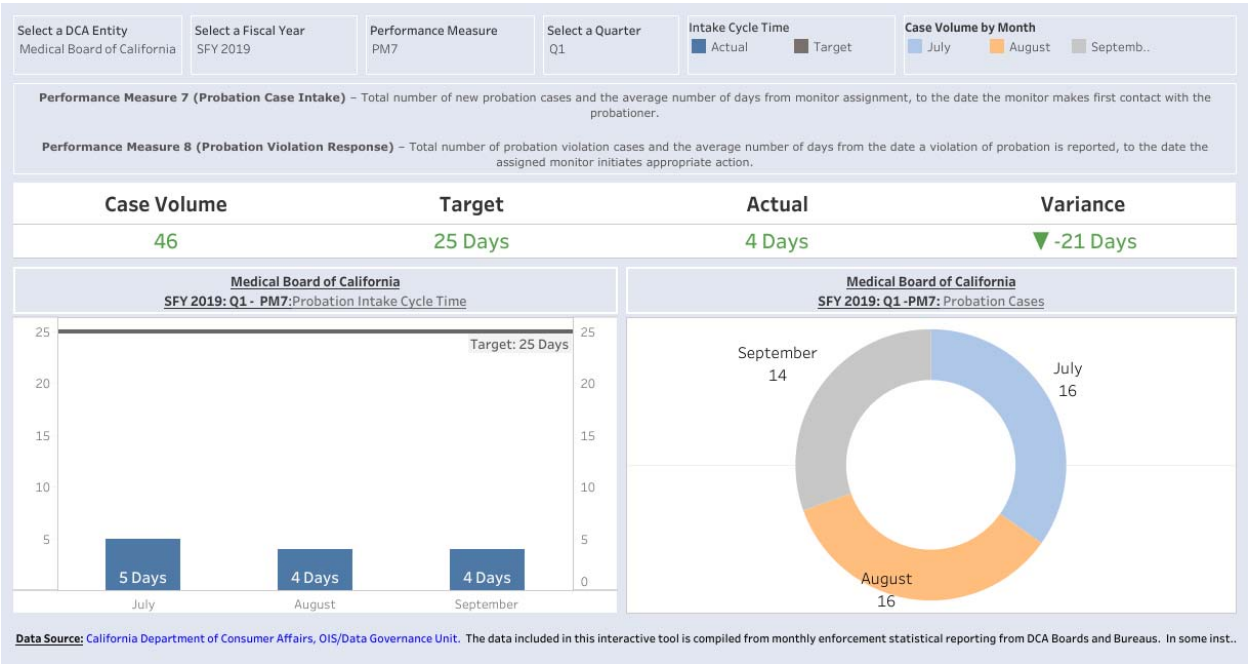 Select a DCA Entity
Medical Board of California
Select a Fiscal Year
SFY 2019
Performance Measure
PM7
Select a Quarter
Q1
Intake Cycle Time
Actual
Target
Case Volume by Month
July
August
Septemb..
Performance Measure 7 (Probation Case Intake) – Total number of new probation cases and the average number of days from monitor assignment, to the date the monitor makes first contact with the
probationer.
Performance Measure 8 (Probation Violation Response) – Total number of probation violation cases and the average number of days from the date a violation of probation is reported, to the date the
assigned monitor initiates appropriate action.
Case Volume
Target
Actual
Variance
46
25 Days
4 Days
▼ -21 Days
Medical Board of California
SFY 2019: Q1 - PM7:Probation Intake Cycle Time
25
20
15
10
5
Target: 25 Days
25
20
15
10
5
0
5 Days
4 Days
4 Days
July
August
September
Medical Board of California
SFY 2019: Q1 -PM7: Probation Cases
September
14
July
16
August
16
Data Source: California Department of Consumer Affairs, OIS/Data Governance Unit. The data included in this interactive tool is compiled from monthly enforcement statistical reporting from DCA Boards and Bureaus. In some inst..